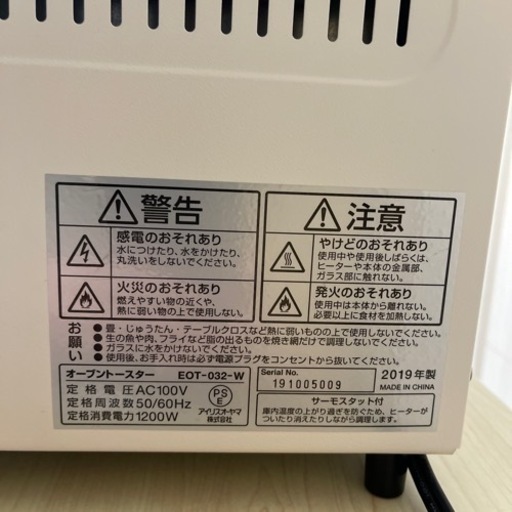 警告
感電のおそれあり
水につけたり、水をかけたり、
丸洗いをしないでください。
火災のおそれあり
燃えやすい物の近くや、
熱に弱い物の上で使用しない。
注意
やけどのおそれあり
使用中や使用後しばらくは、
ヒーターや本体の金属部、
ガラス部に触れない。
発火のおそれあり
使用中は本体から離れない。
必要以上に食材を加熱しない。
お願い
●畳・じゅうたん・テーブルクロスなど熱に弱いものの上で使用しないでください。
●生の魚や肉、フライなど脂の出るものを焼き網だけで調理しないでください。
●ガラスに水をかけないでください。
●使用後、お手入れ時は必ず電源プラグをコンセントから抜いてください。
オーブントースター EOT-032-W
定格電圧AC100V
定格周波数50/60Hz
定格消費電力1200W
PS
E
アイリスオーヤマ
株式会社
Serial No.
191005009
2019年製
MADE IN CHINA
サーモスタット付
庫内温度の上がり過ぎを防ぐため、ヒーターが
ついたり消えたりしながら調理します。